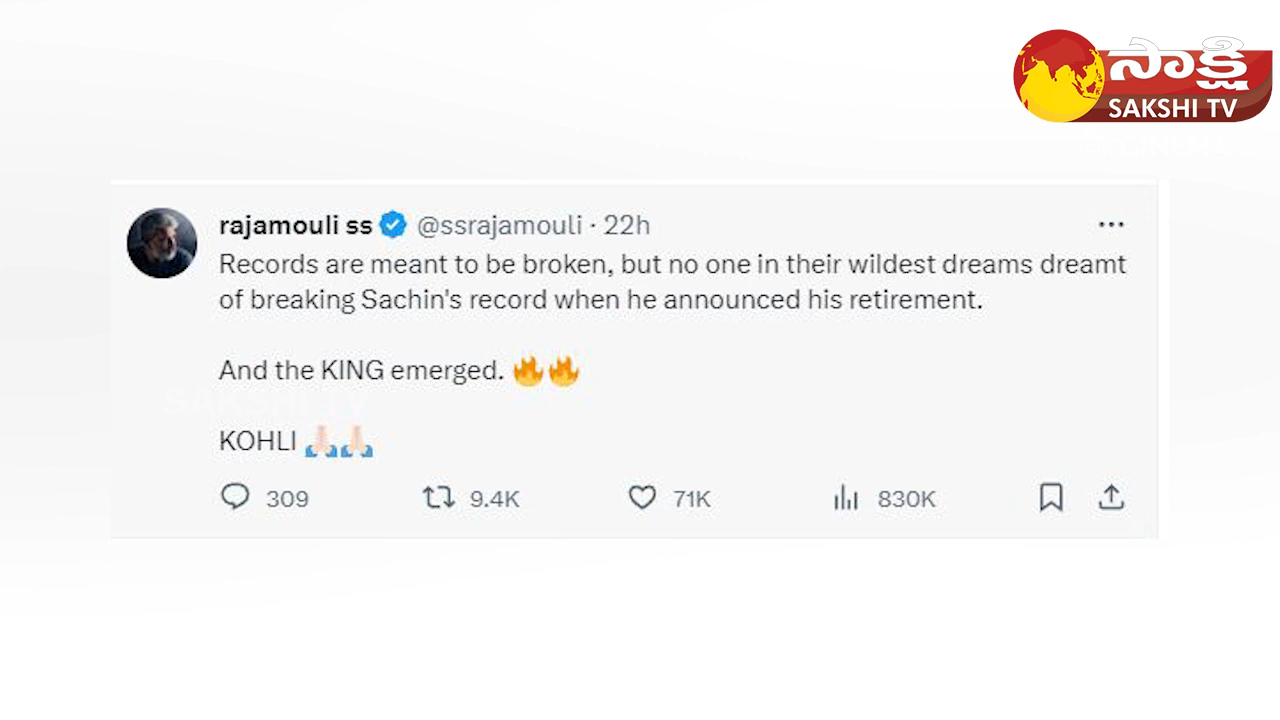 సాక్షి
SAKSHI TV
rajamouli ss @ssrajamouli · 22h
Records are meant to be broken, but no one in their wildest dreams dreamt
of breaking Sachin's record when he announced his retirement.
And the KING emerged. 🔥🔥
SAKSHI TV
KOHLI 🙏🏻🙏🏻
309 9.4K 71K 830K